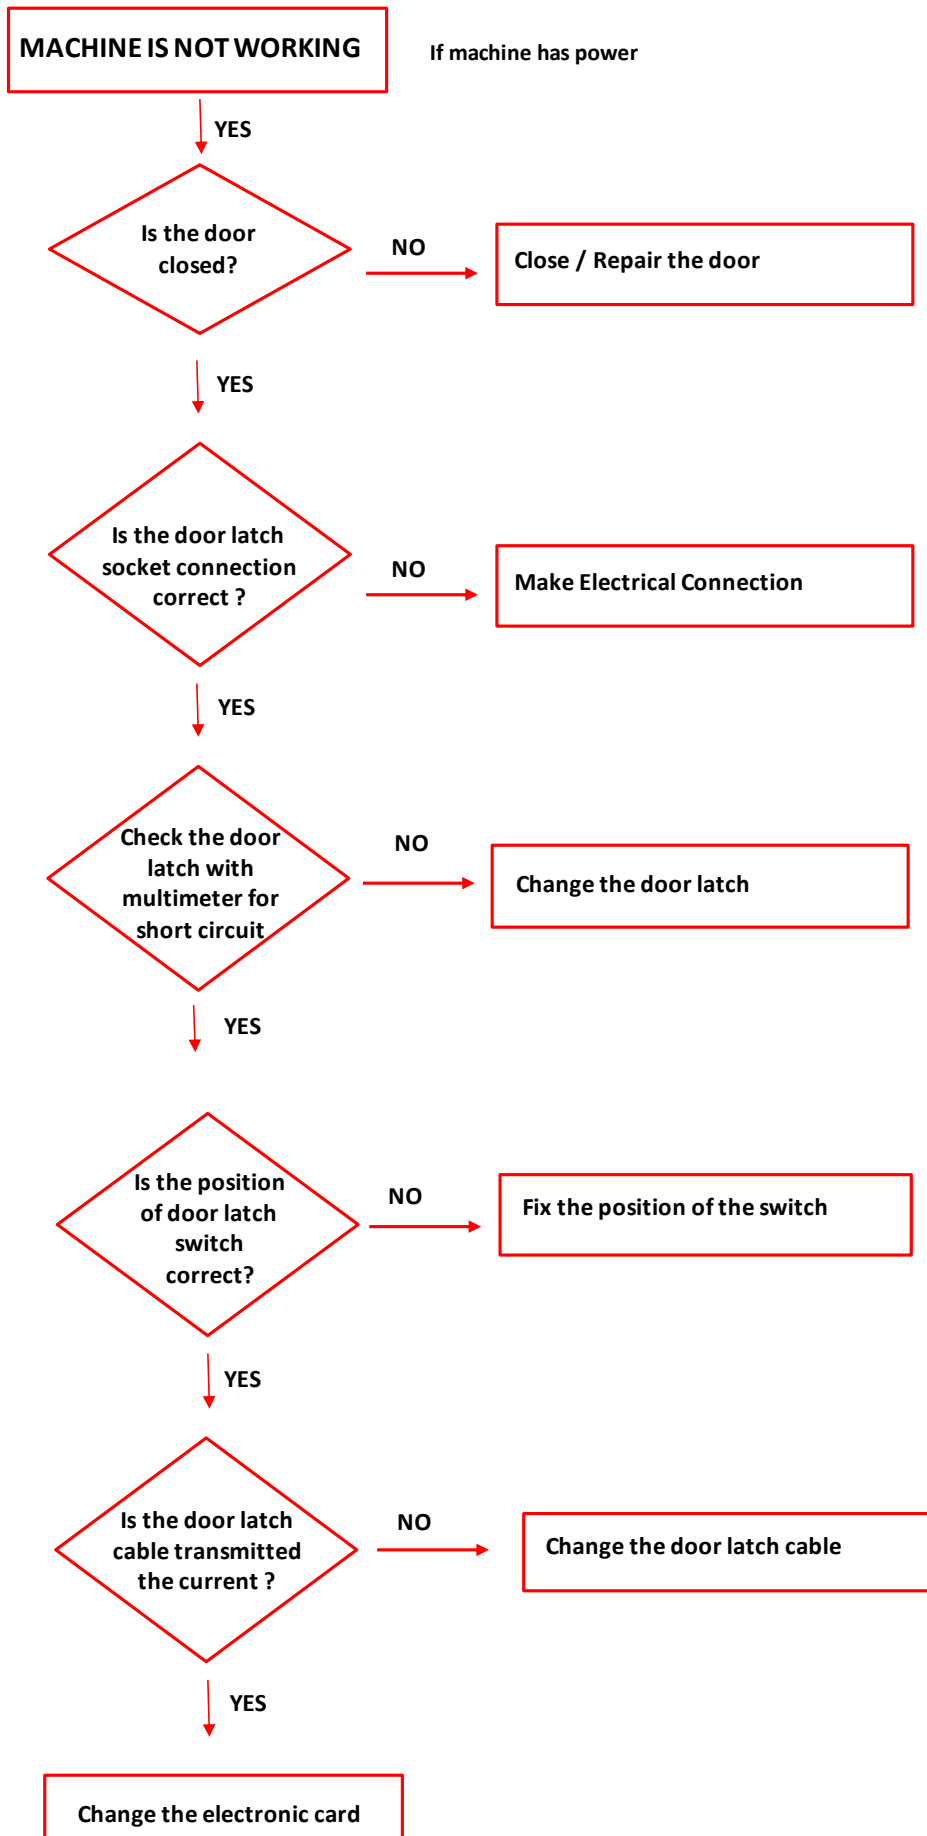 MACHINE IS NOT WORKING
If machine has power
YES
Is the door
closed?
NO
Close / Repair the door
YES
Is the door latch
socket connection
correct ?
NO
Make Electrical Connection
YES
Check the door
latch with
multimeter for
short circuit
NO
Change the door latch
YES
Is the position
of door latch
switch
correct?
NO
Fix the position of the switch
YES
Is the door latch
cable transmitted
the current ?
NO
Change the door latch cable
YES
Change the electronic card